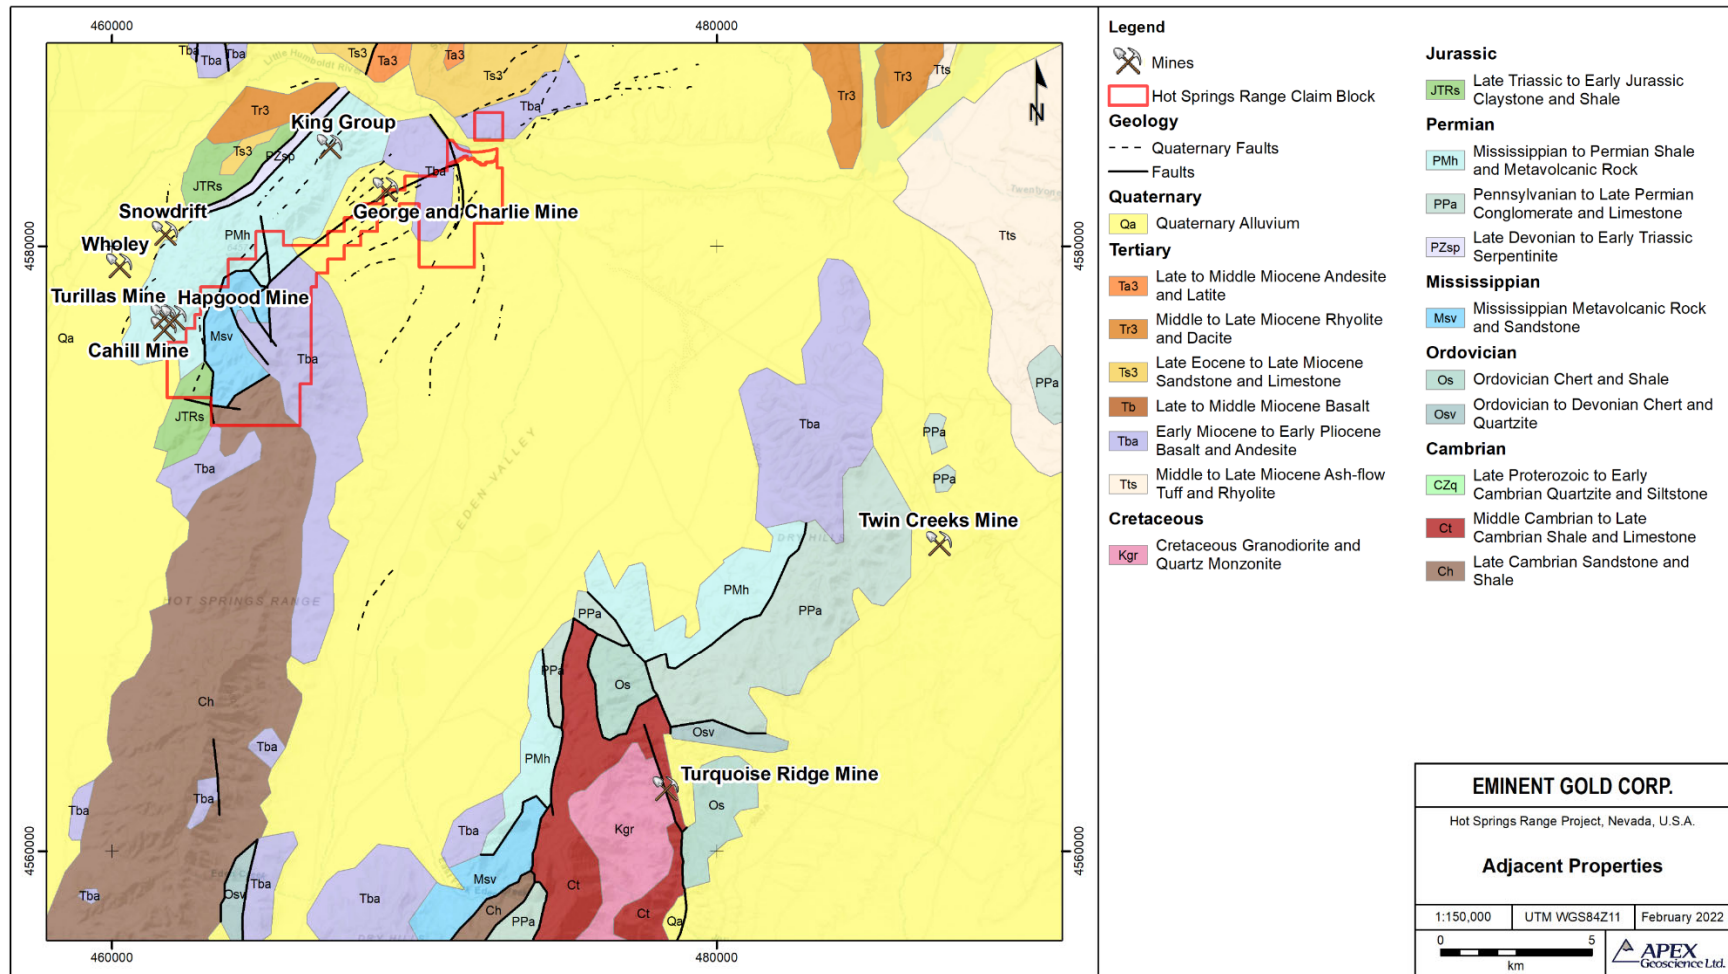 460000
480000
Tba
Tba
Tba
Little Humboldt River
Ts3
Ta3
Ta3
Ts3
Tr3
Tr3
Tts
Tba
Tr3
King Group
Ts3
PZsp
JTRs
Tba
George and Charlie Mine
Snowdrift
PMh
Wholey
4580000
4580000
Tts
Turillas Mine
Hapgood Mine
Qa
Msv
Cahill Mine
Tba
PPa
JTRs
Tba
EDEN VALLEY
Tba
PPa
PPa
Twin Creeks Mine
DRY HILLS
HOT SPRINGS RANGE
PMh
PPa
PPa
PPa
Os
Ch
Osv
Tba
PMh
Turquoise Ridge Mine
Tba
Tba
Os
Tba
Kgr
4560000
4560000
Msv
Ct
Tba
Osv
Tba
Tba
Ch
PPa
Ct
Qa
DRY HILLS
460000
480000
N
Legend
Mines
Hot Springs Range Claim Block
Geology
Quaternary Faults
Faults
Quaternary
Qa Quaternary Alluvium
Tertiary
Ta3 Late to Middle Miocene Andesite
and Latite
Tr3 Middle to Late Miocene Rhyolite
and Dacite
Ts3 Late Eocene to Late Miocene
Sandstone and Limestone
Tb Late to Middle Miocene Basalt
Tba Early Miocene to Early Pliocene
Basalt and Andesite
Tts Middle to Late Miocene Ash-flow
Tuff and Rhyolite
Cretaceous
Kgr Cretaceous Granodiorite and
Quartz Monzonite
Jurassic
JTRs Late Triassic to Early Jurassic
Claystone and Shale
Permian
PMh Mississippian to Permian Shale
and Metavolcanic Rock
PPa Pennsylvanian to Late Permian
Conglomerate and Limestone
PZsp Late Devonian to Early Triassic
Serpentinite
Mississippian
Msv Mississippian Metavolcanic Rock
and Sandstone
Ordovician
Os Ordovician Chert and Shale
Osv Ordovician to Devonian Chert and
Quartzite
Cambrian
CZq Late Proterozoic to Early
Cambrian Quartzite and Siltstone
Ct Middle Cambrian to Late
Cambrian Shale and Limestone
Ch Late Cambrian Sandstone and
Shale
EMINENT GOLD CORP.
Hot Springs Range Project, Nevada, U.S.A.
Adjacent Properties
1:150,000 UTM WGS84Z11 February 2022
0 5
km
APEX
Geoscience Ltd.